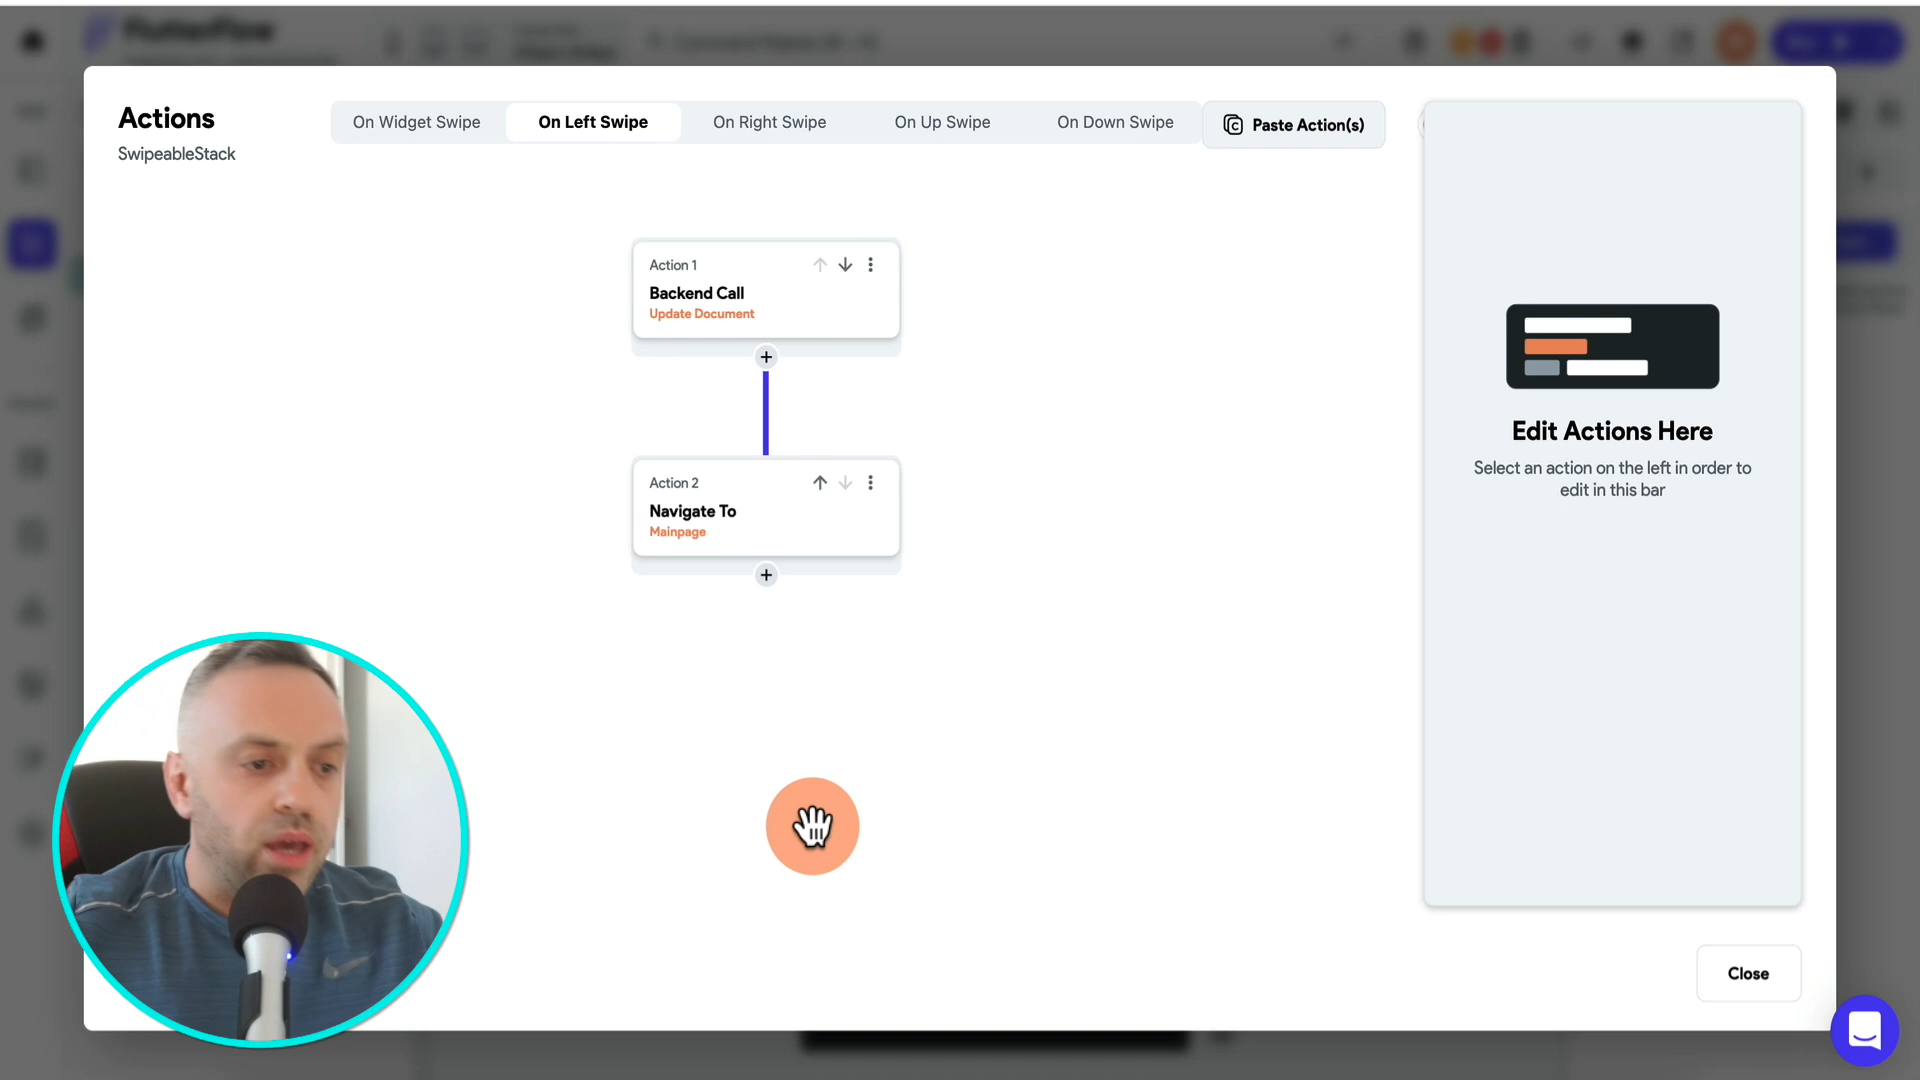 FlutterFlow
Actions
SwipeableStack
On Widget Swipe
On Left Swipe
On Right Swipe
On Up Swipe
On Down Swipe
Paste Action(s)
Action 1
Backend Call
Update Document
Action 2
Navigate To
Mainpage
Edit Actions Here
Select an action on the left in order to
edit in this bar
Close